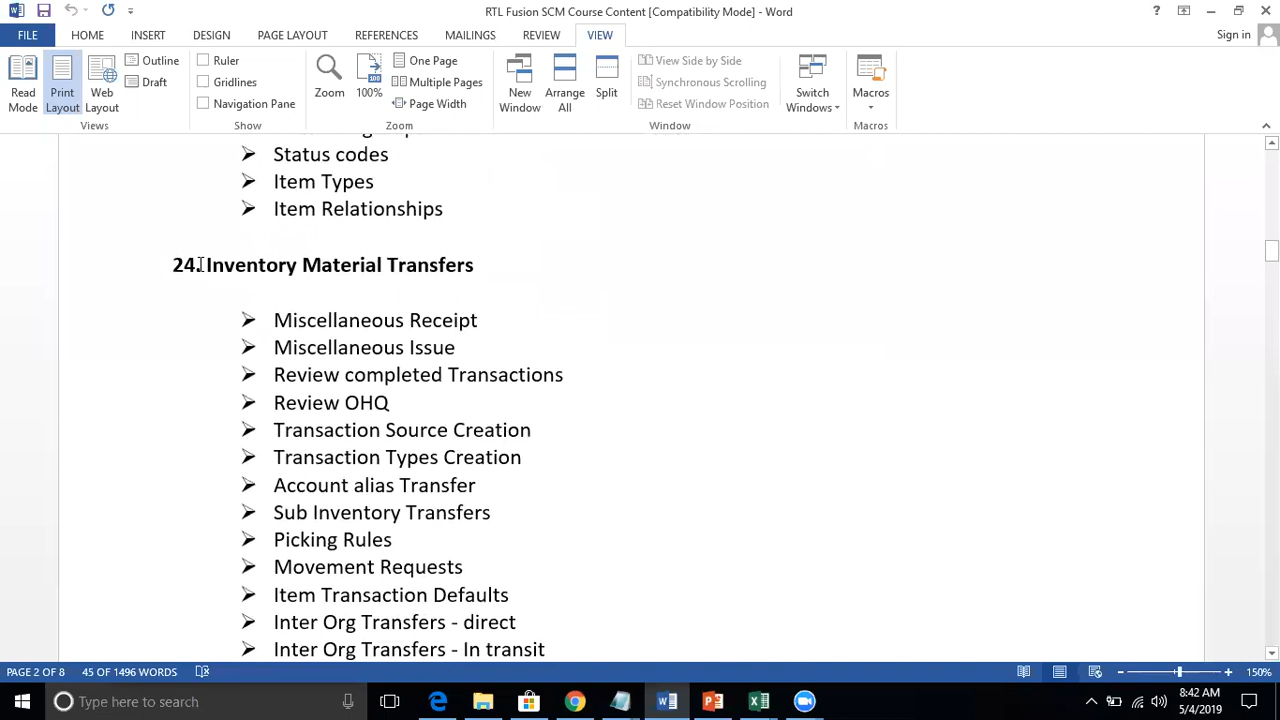 RTL Fusion SCM Course Content [Compatibility Mode] - Word
FILE HOME INSERT DESIGN PAGE LAYOUT REFERENCES MAILINGS REVIEW VIEW Sign in
Read Mode
Print Layout
Web Layout
Outline
Draft
Views
Ruler
Gridlines
Navigation Pane
Show
Zoom
100%
One Page
Multiple Pages
Page Width
Zoom
New Window
Arrange All
Split
View Side by Side
Synchronous Scrolling
Reset Window Position
Window
Switch Windows
Macros
Macros
Status codes
Item Types
Item Relationships
24. Inventory Material Transfers
Miscellaneous Receipt
Miscellaneous Issue
Review completed Transactions
Review OHQ
Transaction Source Creation
Transaction Types Creation
Account alias Transfer
Sub Inventory Transfers
Picking Rules
Movement Requests
Item Transaction Defaults
Inter Org Transfers - direct
Inter Org Transfers - In transit
PAGE 2 OF 8 45 OF 1496 WORDS 150%
Type here to search
8:42 AM
5/4/2019